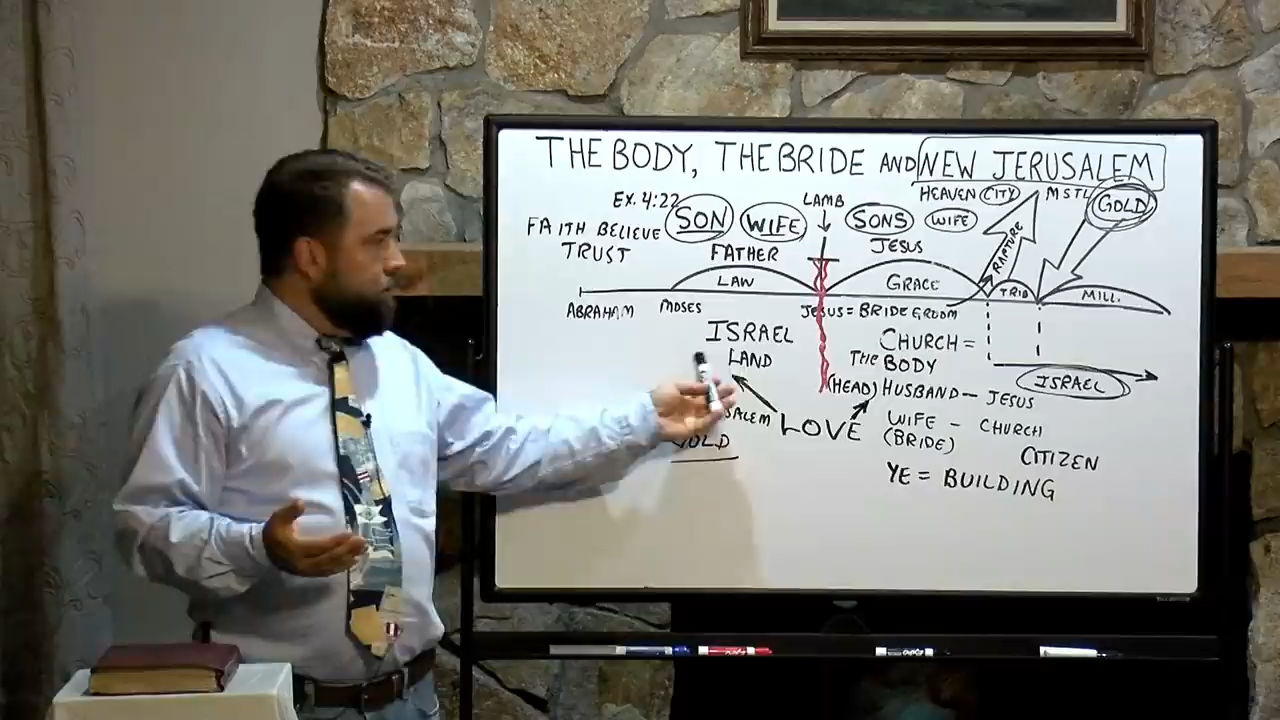 THE BODY, THE BRIDE AND NEW JERUSALEM
EX. 4:22 SON WIFE LAMB SONS WIFE HEAVEN CITY MSTL GOLD
FAITH BELIEVE
TRUST
FATHER JESUS RAPTURE
LAW GRACE TRIB MILL.
ABRAHAM MOSES JESUS = BRIDEGROOM
ISRAEL
LAND
CHURCH =
THE BODY
(HEAD) HUSBAND — JESUS
ISRAEL
LOVE
WIFE - CHURCH
(BRIDE)
CITIZEN
YE = BUILDING